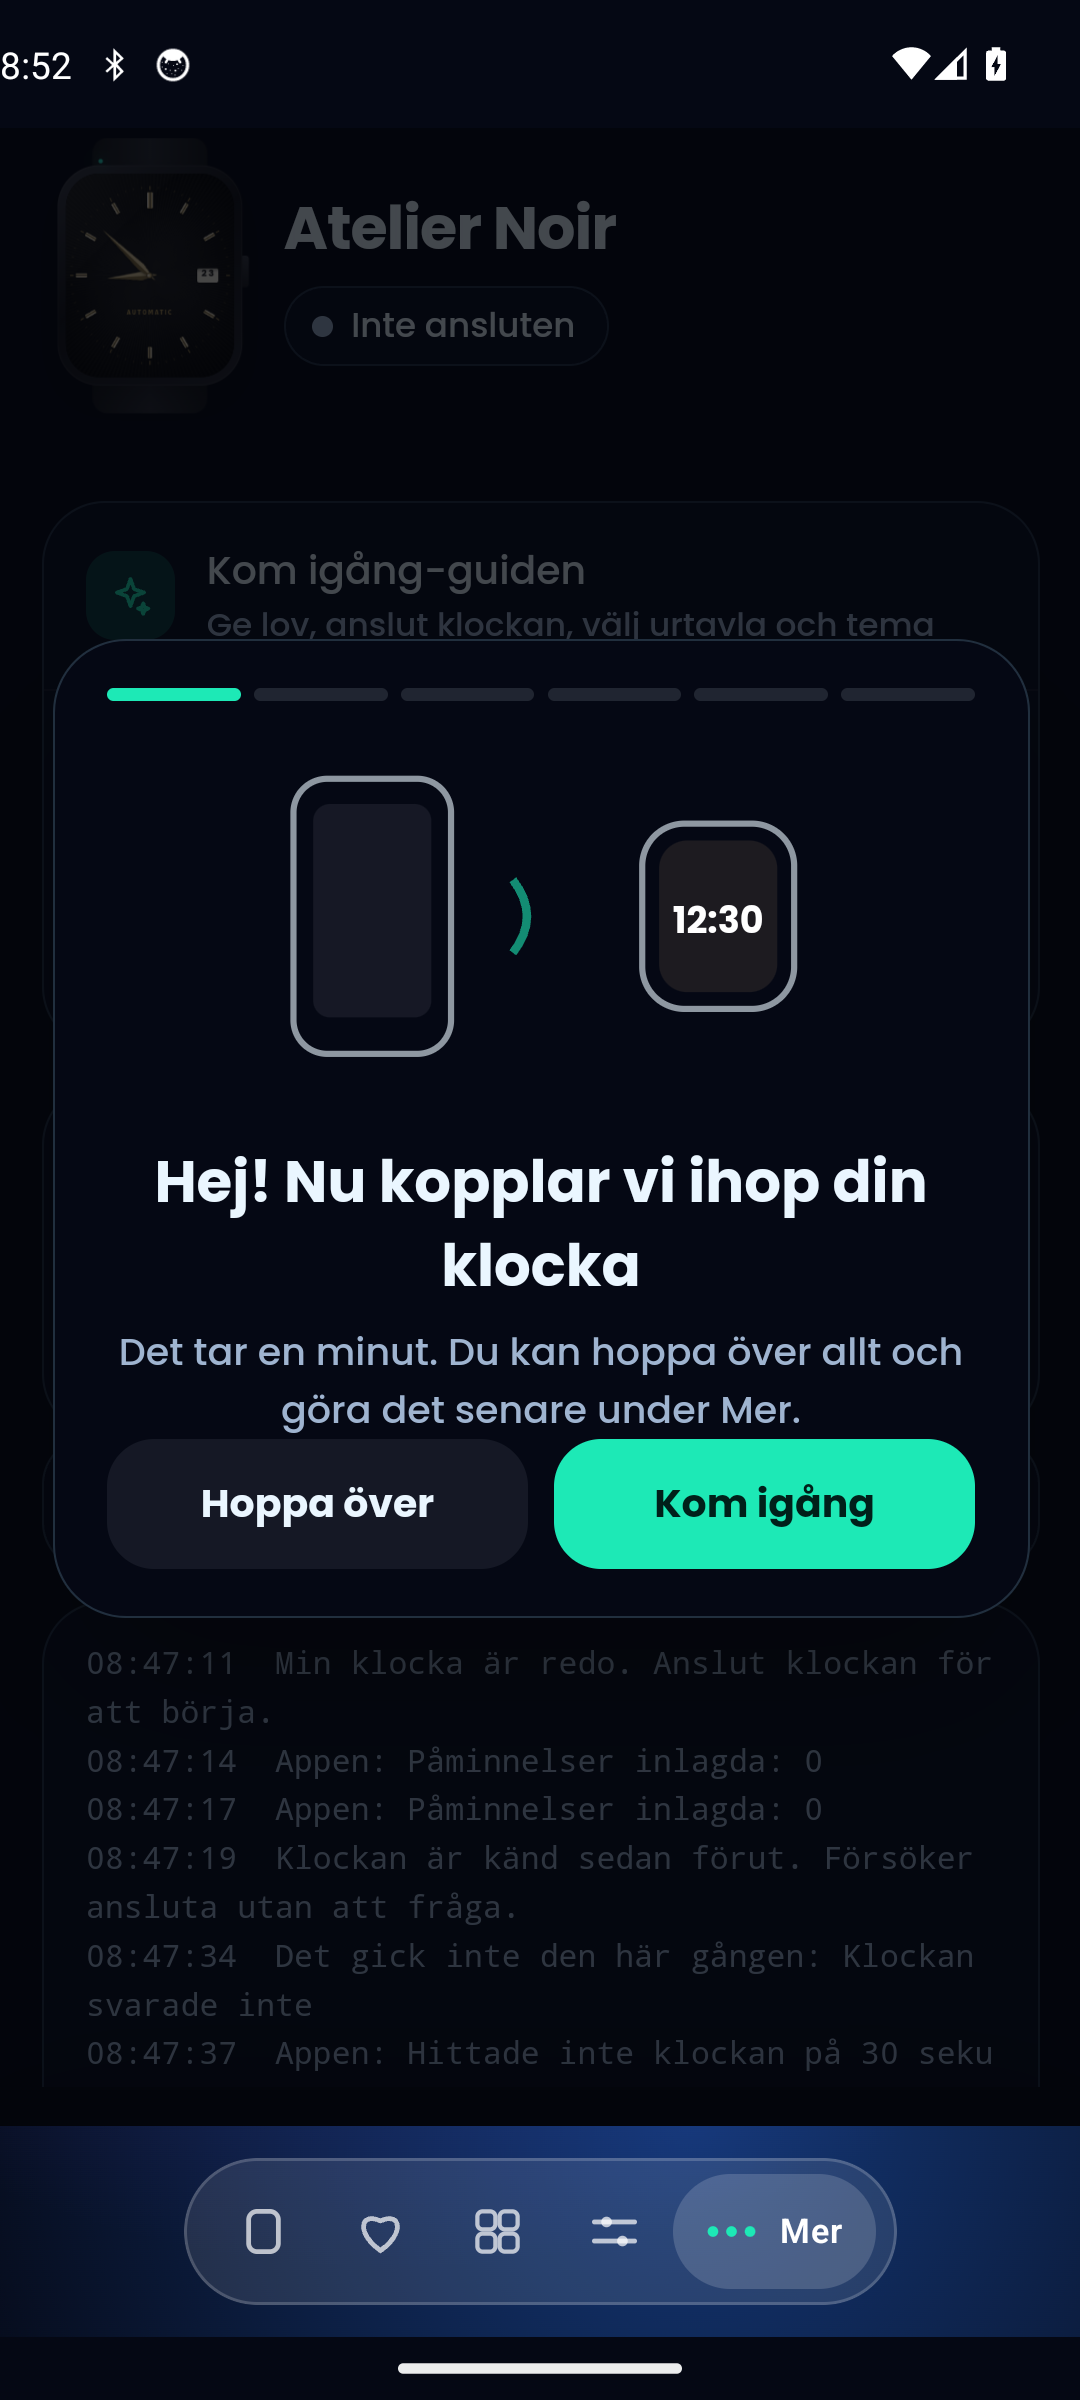 8:52
Atelier Noir
AUTOMATIC
Inte ansluten
Kom igång-guiden
Ge lov, anslut klockan, välj urtavla och tema
12:30
Hej! Nu kopplar vi ihop din
klocka
Det tar en minut. Du kan hoppa över allt och
göra det senare under Mer.
Hoppa över
Kom igång
08:47:11 Min klocka är redo. Anslut klockan för
att börja.
08:47:14 Appen: Påminnelser inlagda: 0
08:47:17 Appen: Påminnelser inlagda: 0
08:47:19 Klockan är känd sedan förut. Försöker
ansluta utan att fråga.
08:47:34 Det gick inte den här gången: Klockan
svarade inte
08:47:37 Appen: Hittade inte klockan på 30 seku
Mer